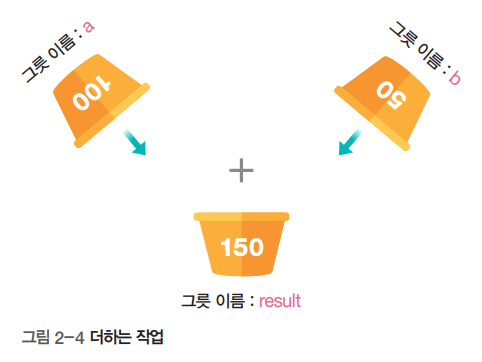 그릇 이름 : a
100
그릇 이름 : b
50
+
150
그릇 이름 : result
그림 2-4 더하는 작업